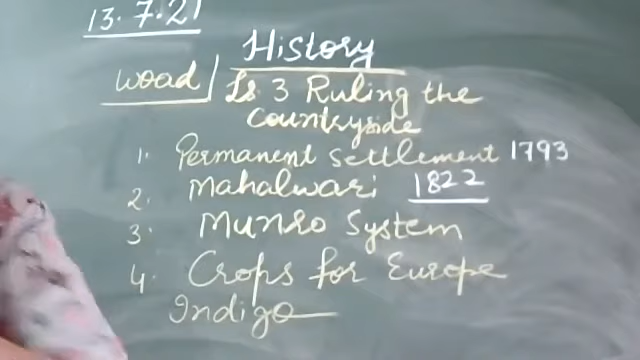 13.7.21
History
woad
Ls 3 Ruling the
countryside
1. Permanent settlement 1793
2. Mahalwari 1822
3. Munro System
4. Crops for Europe
Indigo